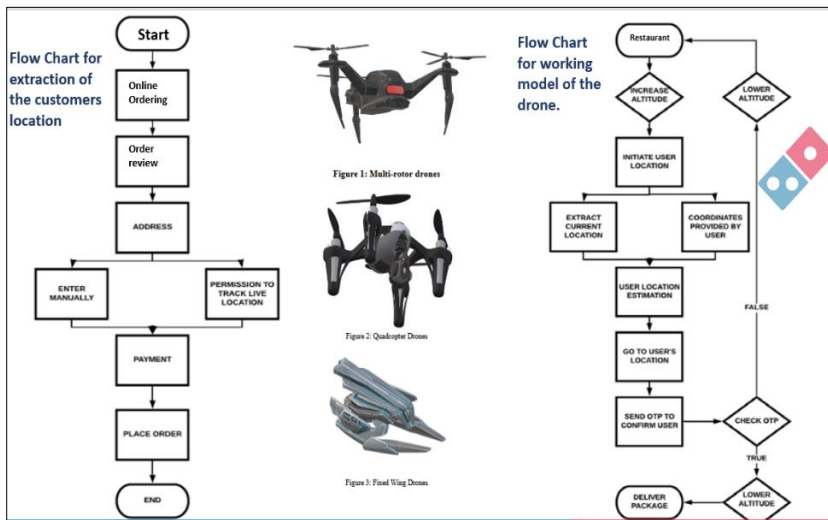 Flow Chart for
extraction of
the customers
location
Start
Online
Ordering
Order
review
ADDRESS
ENTER
MANUALLY
PERMISSION TO
TRACK LIVE
LOCATION
PAYMENT
PLACE ORDER
END
Figure 1: Multi-rotor drones
Figure 2: Quadcopter Drones
Figure 3: Fixed Wing Drones
Flow Chart
for working
model of the
drone.
Restaurant
INCREASE
ALTITUDE
LOWER
ALTITUDE
INITIATE USER
LOCATION
EXTRACT
CURRENT
LOCATION
COORDINATES
PROVIDED BY
USER
USER LOCATION
ESTIMATION
FALSE
GO TO USER'S
LOCATION
SEND OTP TO
CONFIRM USER
CHECK OTP
TRUE
DELIVER
PACKAGE
LOWER
ALTITUDE